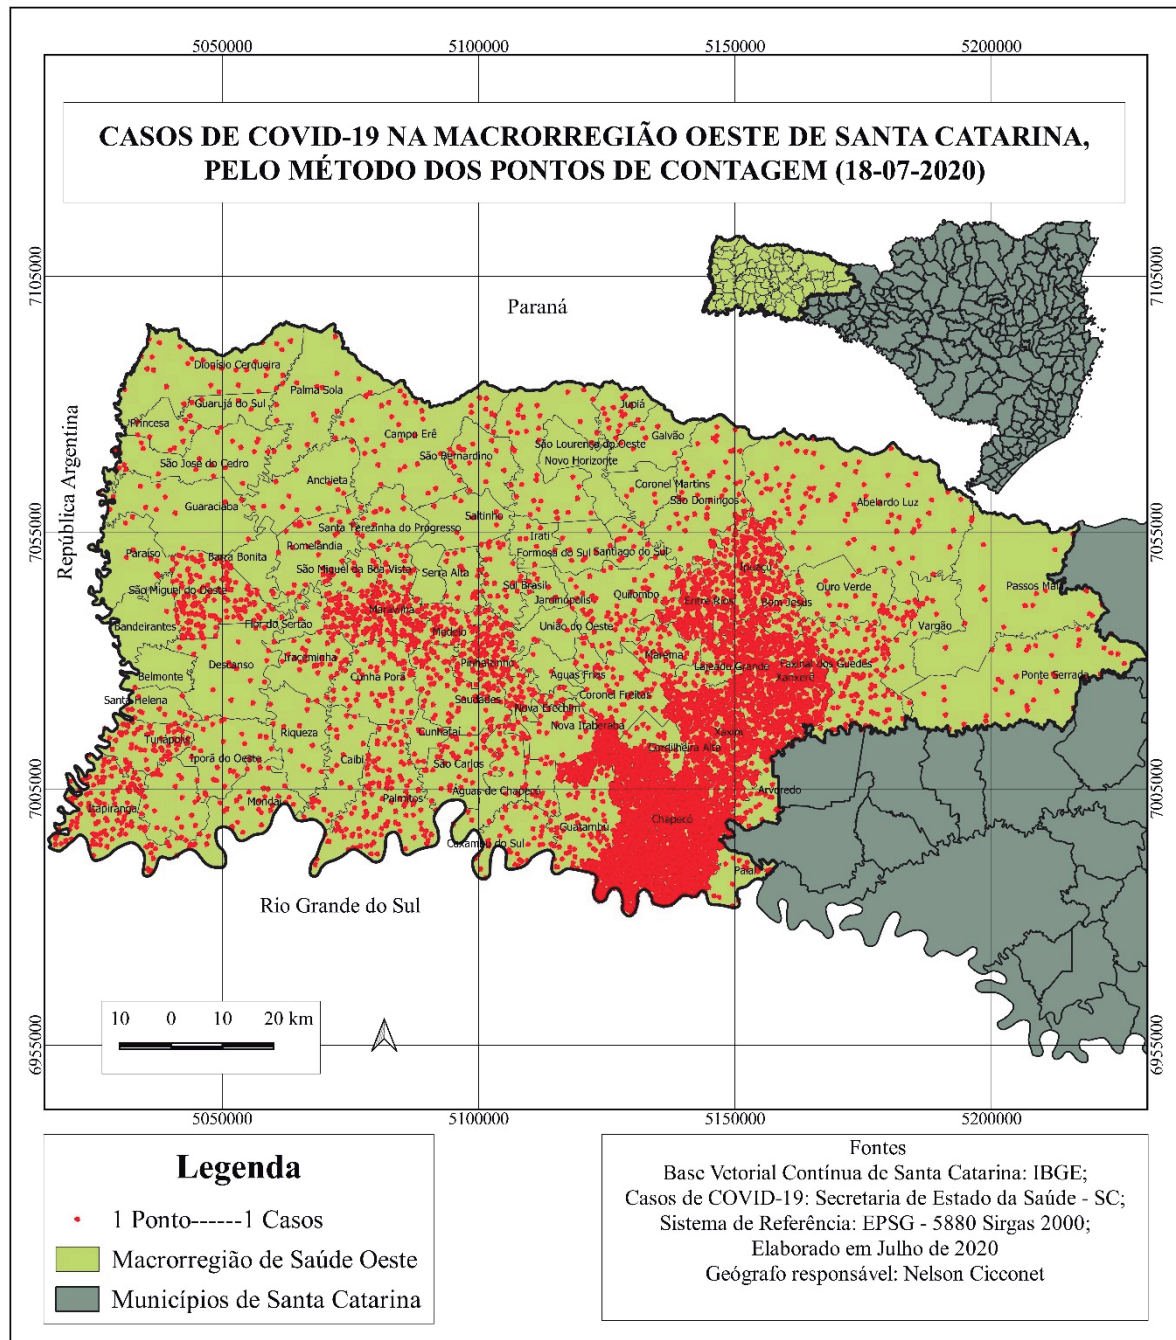 5050000
5100000
5150000
5200000
CASOS DE COVID-19 NA MACRORREGIÃO OESTE DE SANTA CATARINA,
PELO MÉTODO DOS PONTOS DE CONTAGEM (18-07-2020)
7105000
7105000
Paraná
República Argentina
Dionísio Cerqueira
Palma Sola
Guarujá do Sul
Jupiá
Princesa
Campo Erê
Galvão
São Lourenço do Oeste
São Bernardino
Novo Horizonte
São José do Cedro
Anchieta
Coronel Martins
São Domingos
Abelardo Luz
Guaraciaba
Saltinho
7055000
7055000
Santa Terezinha do Progresso
Irati
Romelândia
Formosa do Sul
Santiago do Sul
Paraíso
Barra Bonita
São Miguel da Boa Vista
Serra Alta
Ipuaçú
Sul Brasil
Ouro Verde
Passos Maia
São Miguel do Oeste
Jardinópolis
Quilombo
Entre Rios
Bom Jesus
Maravilha
Bandeirantes
Flor do Sertão
Modelo
União do Oeste
Vargão
Iraceminha
Pinhalzinho
Marema
Descanso
Lajeado Grande
Faxinal dos Guedes
Belmonte
Cunha Porã
Águas Frias
Xanxerê
Ponte Serrada
Santa Helena
Saudades
Coronel Freitas
Nova Erechim
Nova Itaberaba
Tunápolis
Riqueza
Cunhataí
Xaxim
Cordilheira Alta
Iporã do Oeste
Caibi
São Carlos
7005000
7005000
Águas de Chapecó
Arvoredo
Itapiranga
Mondaí
Palmitos
Chapecó
Guatambú
Caxambú do Sul
Paial
Rio Grande do Sul
10 0 10 20 km
6955000
6955000
5050000
5100000
5150000
5200000
Legenda
1 Ponto------1 Casos
Macrorregião de Saúde Oeste
Municípios de Santa Catarina
Fontes
Base Vetorial Contínua de Santa Catarina: IBGE;
Casos de COVID-19: Secretaria de Estado da Saúde - SC;
Sistema de Referência: EPSG - 5880 Sirgas 2000;
Elaborado em Julho de 2020
Geógrafo responsável: Nelson Cicconet